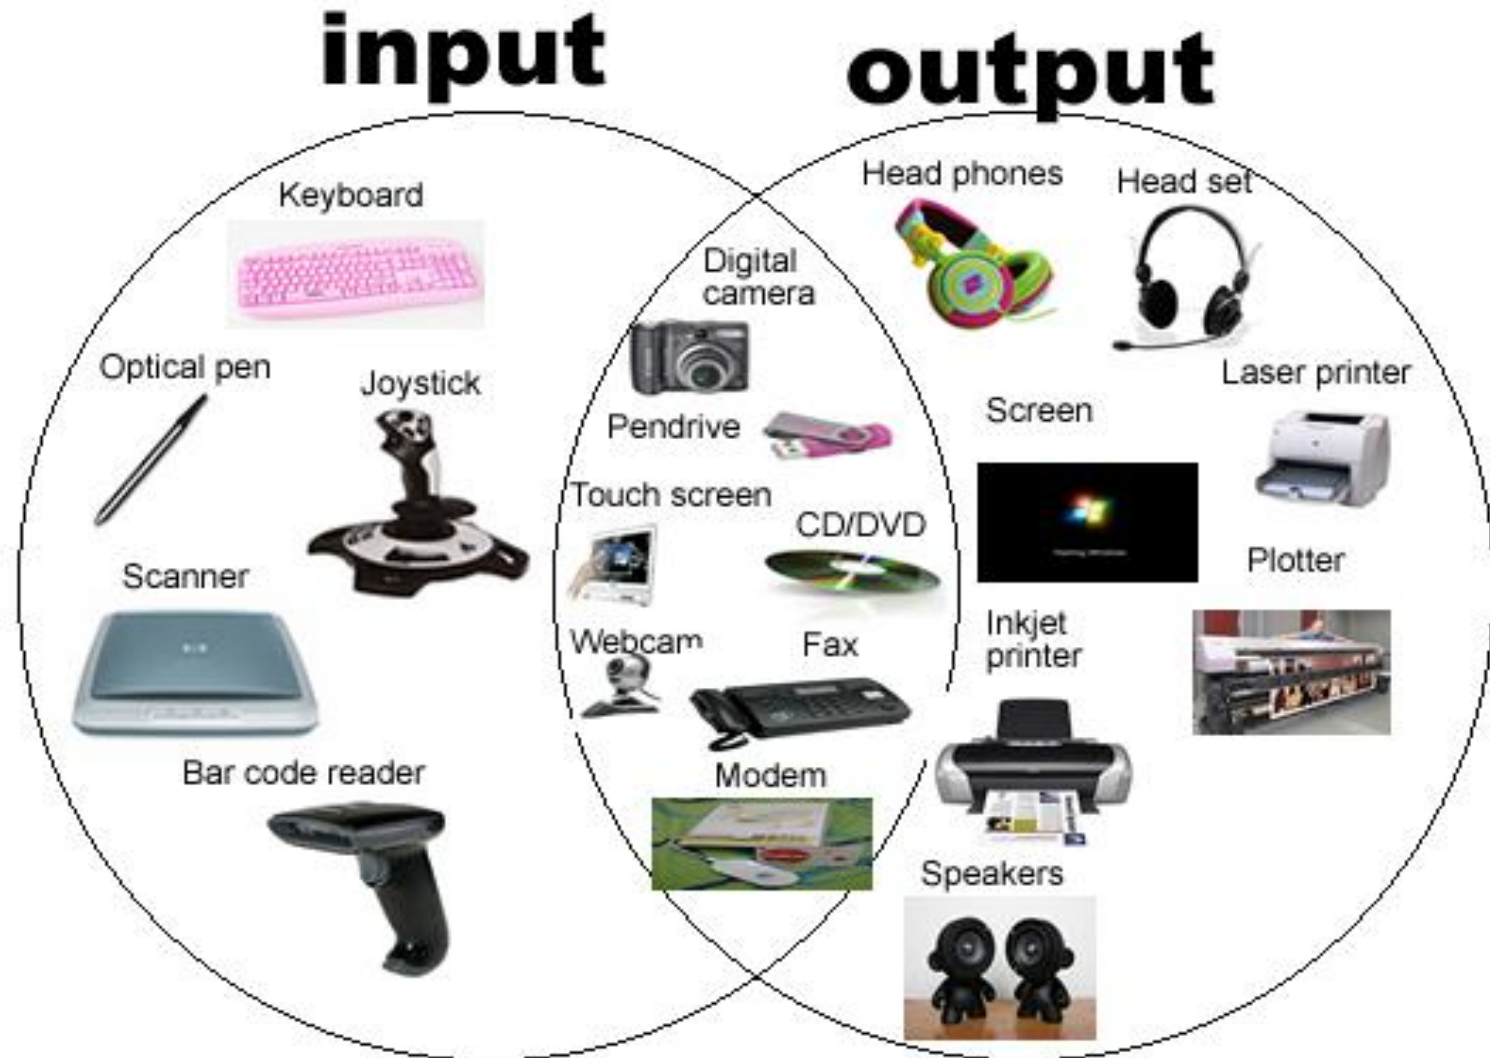 input
output
Keyboard
Optical pen
Joystick
Scanner
Bar code reader
Digital
camera
Pendrive
Touch screen
CD/DVD
Webcam
Fax
Modem
Head phones
Head set
Laser printer
Screen
Plotter
Inkjet
printer
Speakers